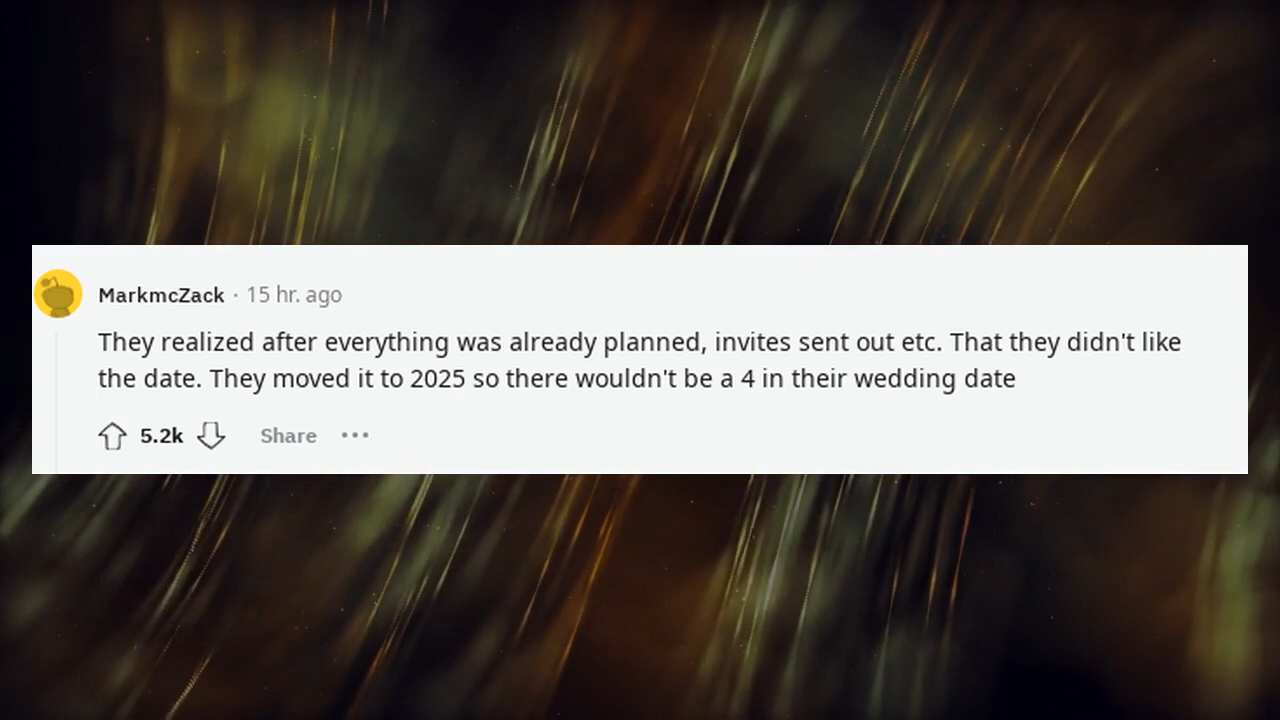 MarkmcZack · 15 hr. ago
They realized after everything was already planned, invites sent out etc. That they didn't like
the date. They moved it to 2025 so there wouldn't be a 4 in their wedding date
5.2k Share ···